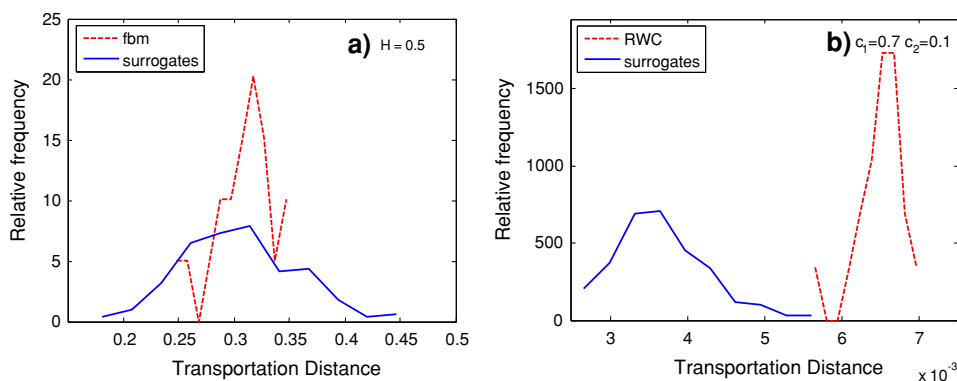 25
20
15
10
5
0
Relative frequency
fbm
surrogates
a) H = 0.5
0.2 0.25 0.3 0.35 0.4 0.45 0.5
Transportation Distance
1500
1000
500
0
Relative frequency
RWC
surrogates
b) c1=0.7 c2=0.1
3 4 5 6 7
Transportation Distance
x 10-3